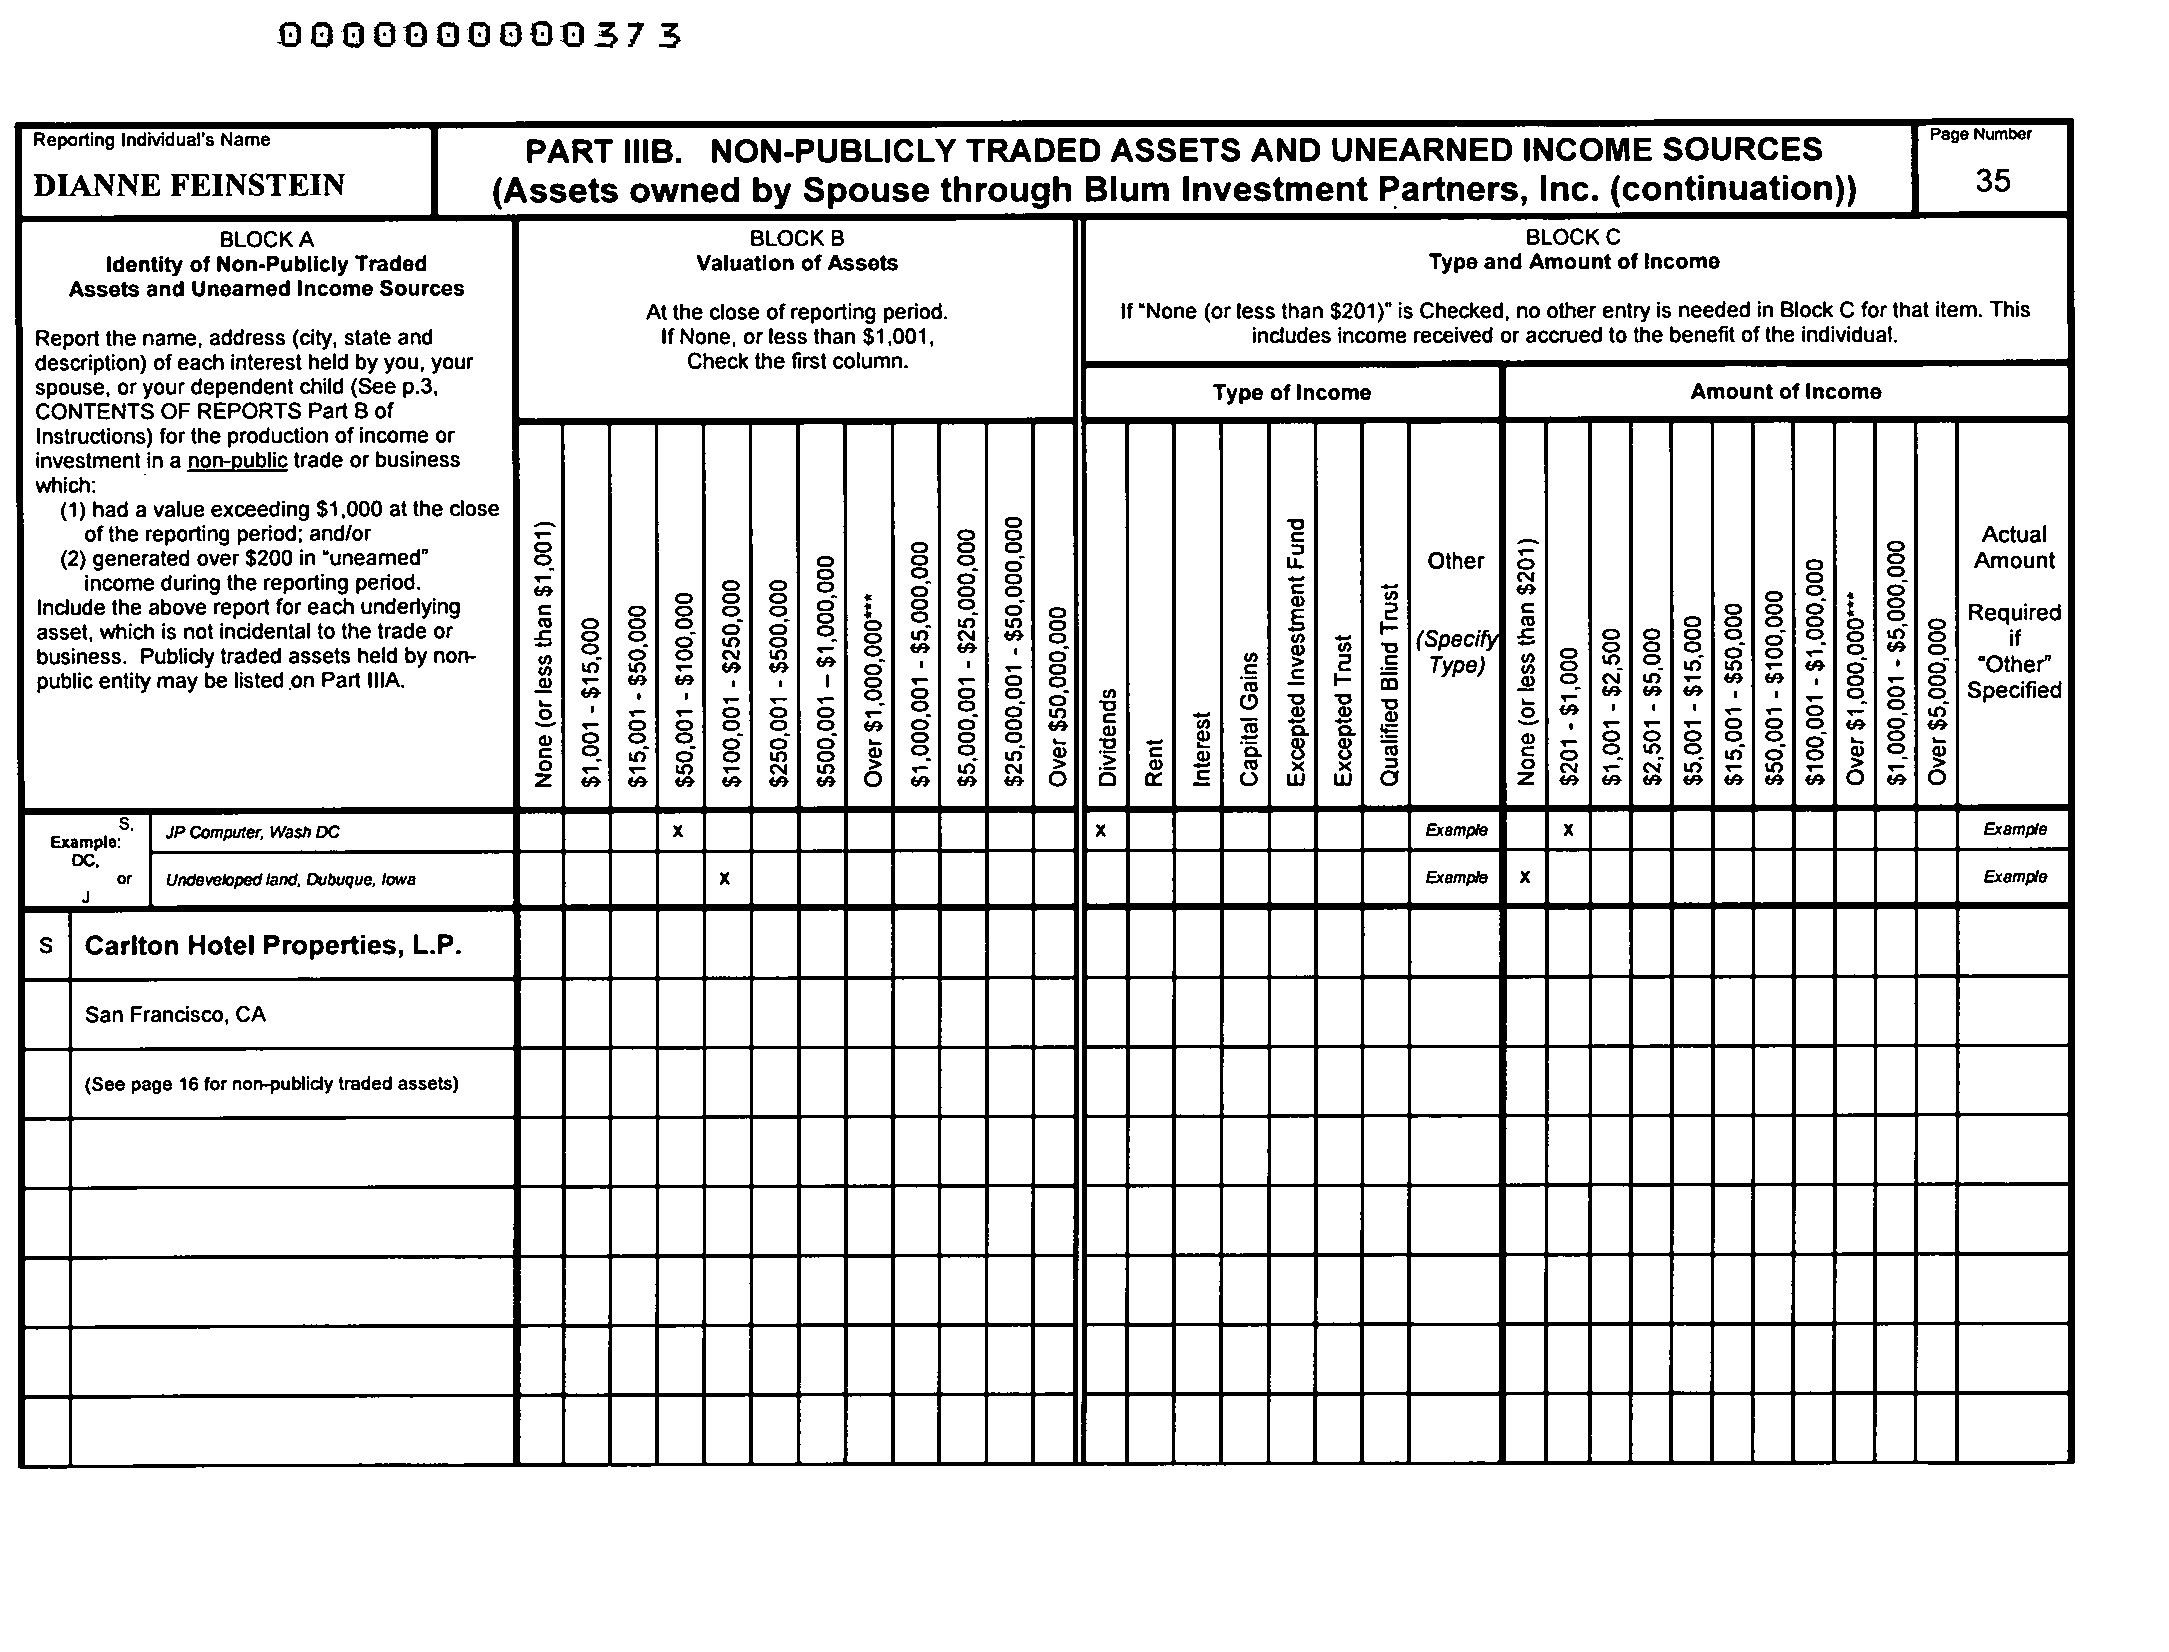 0000000000373
Reporting Individual's Name
DIANNE FEINSTEIN
PART IIIB. NON-PUBLICLY TRADED ASSETS AND UNEARNED INCOME SOURCES
(Assets owned by Spouse through Blum Investment Partners, Inc. (continuation))
Page Number
35
BLOCK A
Identity of Non-Publicly Traded
Assets and Unearned Income Sources
Report the name, address (city, state and
description) of each interest held by you, your
spouse, or your dependent child (See p.3,
CONTENTS OF REPORTS Part B of
Instructions) for the production of income or
investment in a non-public trade or business
which:
(1) had a value exceeding $1,000 at the close
of the reporting period; and/or
(2) generated over $200 in "unearned"
income during the reporting period.
Include the above report for each underlying
asset, which is not incidental to the trade or
business. Publicly traded assets held by non-
public entity may be listed on Part IIIA.
BLOCK B
Valuation of Assets
At the close of reporting period.
If None, or less than $1,001,
Check the first column.
BLOCK C
Type and Amount of Income
If "None (or less than $201)" is Checked, no other entry is needed in Block C for that item. This
includes income received or accrued to the benefit of the individual.
Type of Income
Amount of Income
None (or less than $1,001)
$1,001 - $15,000
$15,001 - $50,000
$50,001 - $100,000
$100,001 - $250,000
$250,001 - $500,000
$500,001 – $1,000,000
Over $1,000,000***
$1,000,001 - $5,000,000
$5,000,001 - $25,000,000
$25,000,001 - $50,000,000
Over $50,000,000
Dividends
Rent
Interest
Capital Gains
Excepted Investment Fund
Excepted Trust
Qualified Blind Trust
Other
(Specify
Type)
None (or less than $201)
$201 - $1,000
$1,001 - $2,500
$2,501 - $5,000
$5,001 - $15,000
$15,001 - $50,000
$50,001 - $100,000
$100,001 - $1,000,000
Over $1,000,000***
$1,000,001 - $5,000,000
Over $5,000,000
Actual
Amount
Required
if
"Other"
Specified
Example:
S,
DC,
or
J
JP Computer, Wash DC X X Example X Example
Undeveloped land, Dubuque, Iowa X Example X Example
S Carlton Hotel Properties, L.P.
San Francisco, CA
(See page 16 for non-publicly traded assets)